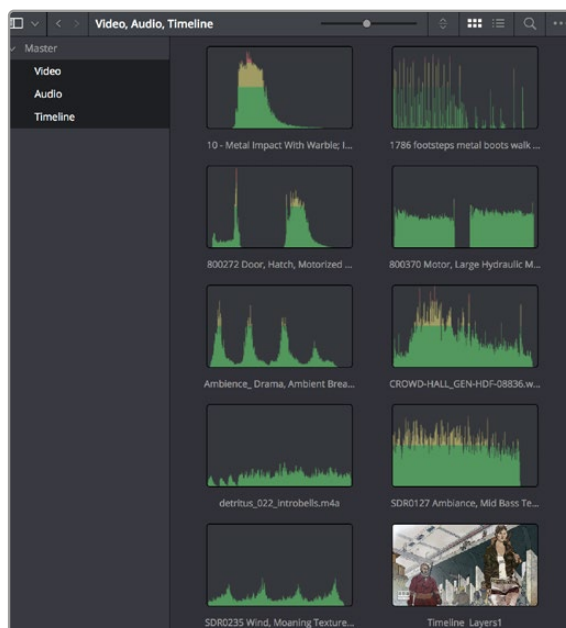 Video, Audio, Timeline
Master
Video
Audio
Timeline
10 - Metal Impact With Warble; I...
1786 footsteps metal boots walk ...
800272 Door, Hatch, Motorized ...
800370 Motor, Large Hydraulic M...
Ambience_ Drama, Ambient Brea...
CROWD-HALL_GEN-HDF-08836.w...
detritus_022_introbells.m4a
SDR0127 Ambiance, Mid Bass Te...
SDR0235 Wind, Moaning Texture...
Timeline_Layers1